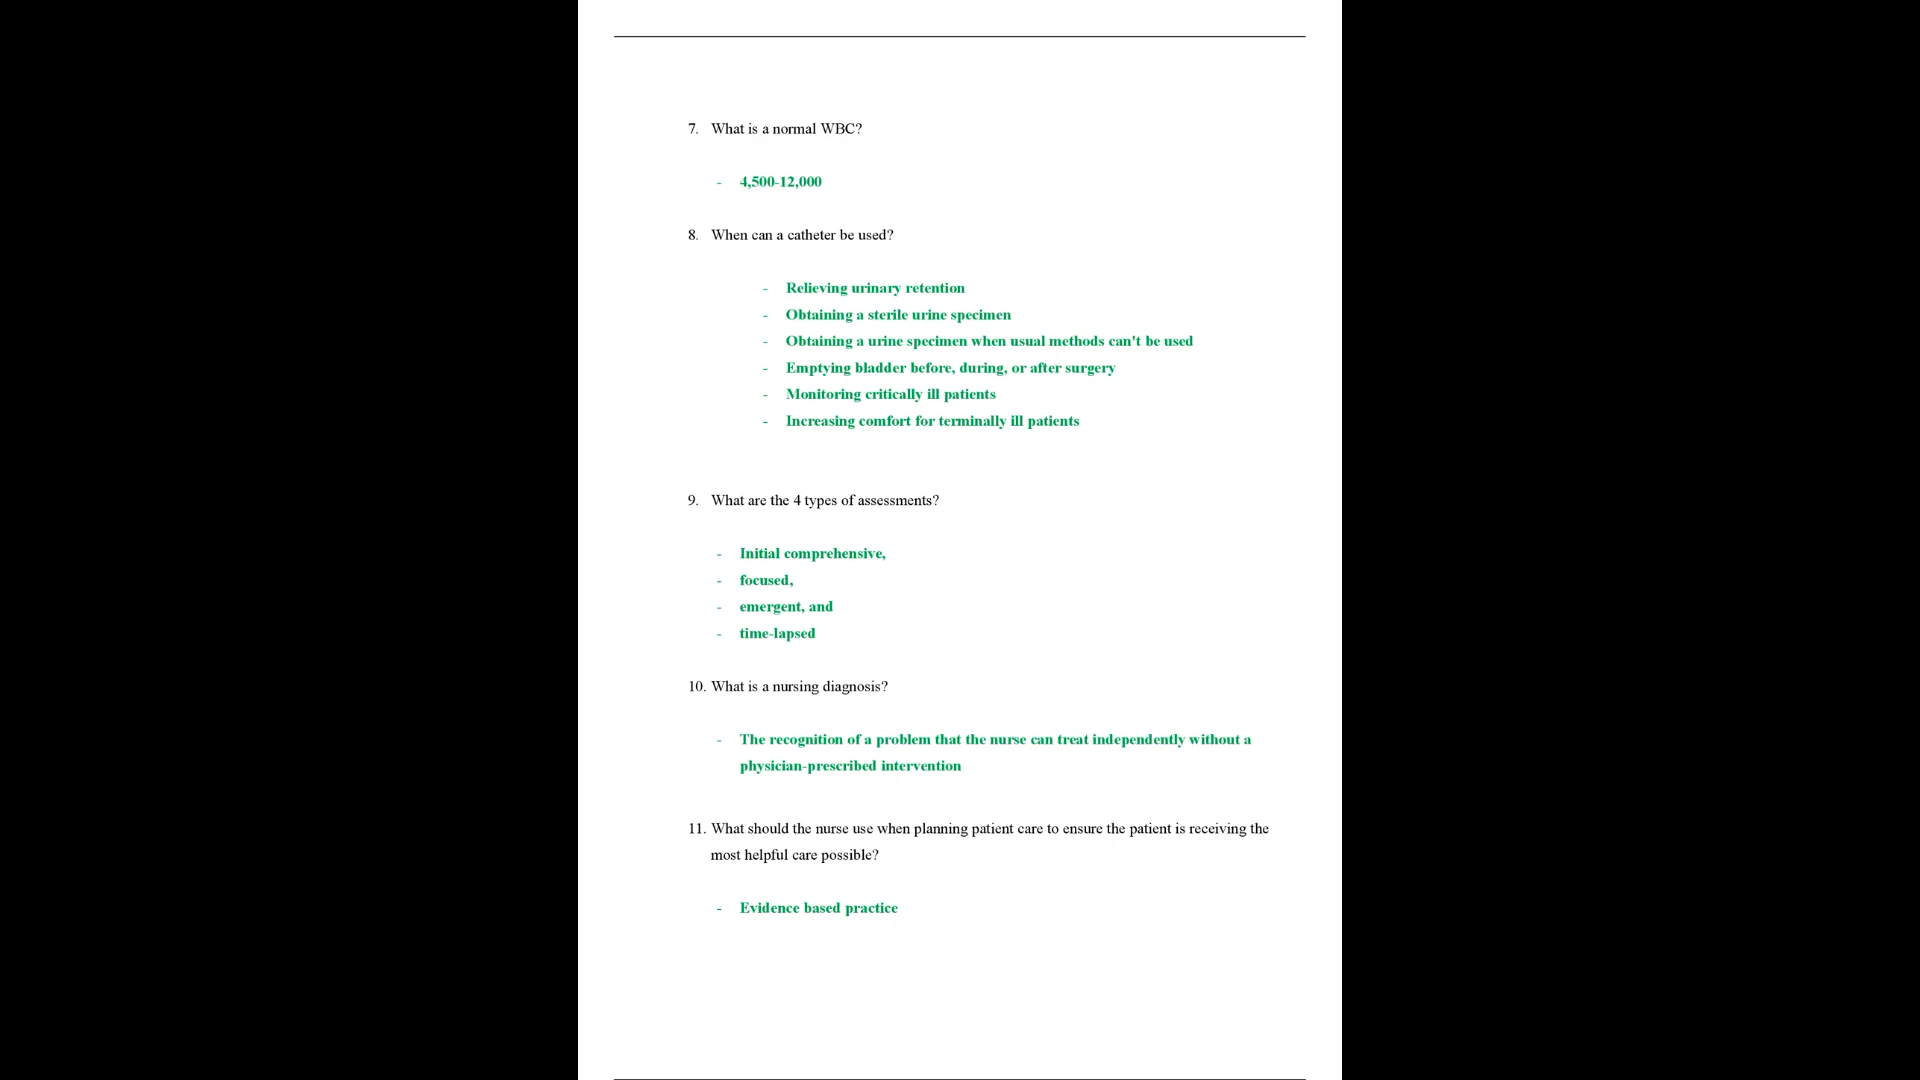 7. What is a normal WBC?
- 4,500-12,000
8. When can a catheter be used?
- Relieving urinary retention
- Obtaining a sterile urine specimen
- Obtaining a urine specimen when usual methods can't be used
- Emptying bladder before, during, or after surgery
- Monitoring critically ill patients
- Increasing comfort for terminally ill patients
9. What are the 4 types of assessments?
- Initial comprehensive,
- focused,
- emergent, and
- time-lapsed
10. What is a nursing diagnosis?
- The recognition of a problem that the nurse can treat independently without a
physician-prescribed intervention
11. What should the nurse use when planning patient care to ensure the patient is receiving the
most helpful care possible?
- Evidence based practice